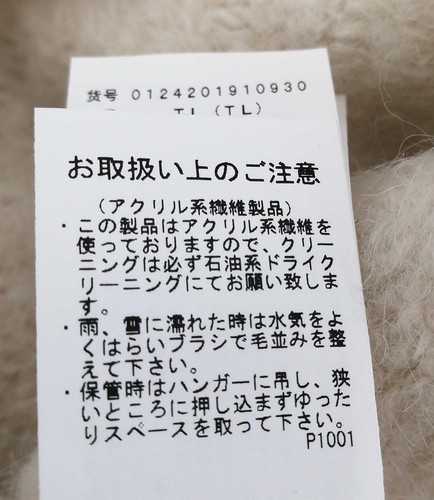 货号 01242019​10930
TL (TL)
お取扱い上のご注意
（アクリル系繊維製品）
・この製品はアクリル系繊維を
使っておりますので、クリー
ニングは必ず石油系ドライク
リーニングにてお願い致しま
す。
・雨、雪に濡れた時は水気をよ
くはらいブラシで毛並みを整
えて下さい。
・保管時はハンガーに吊し、狭
いところに押し込まずゆった
りスペースを取って下さい。
P1001